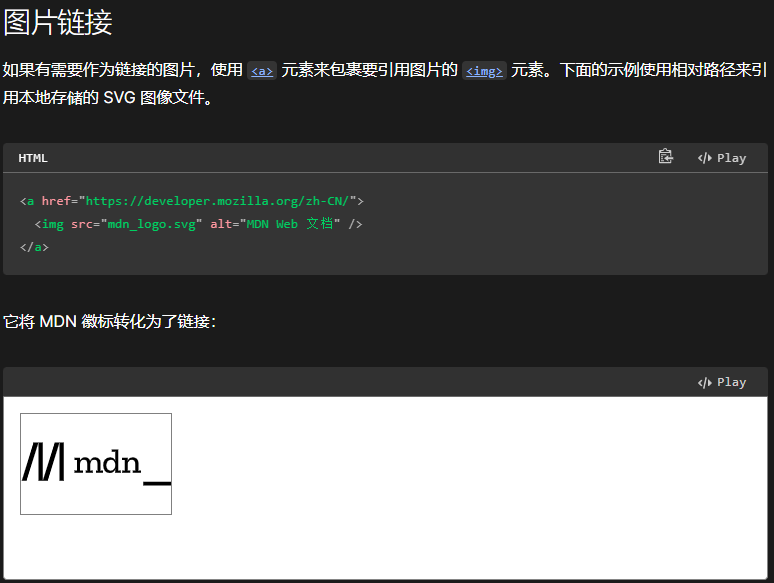 图片链接
如果有需要作为链接的图片，使用 <a> 元素来包裹要引用图片的 <img> 元素。下面的示例使用相对路径来引
用本地存储的 SVG 图像文件。
HTML
Play
<a href="https://developer.mozilla.org/zh-CN/">
<img src="mdn_logo.svg" alt="MDN Web 文档" />
</a>
它将 MDN 徽标转化为了链接：
Play
mdn_